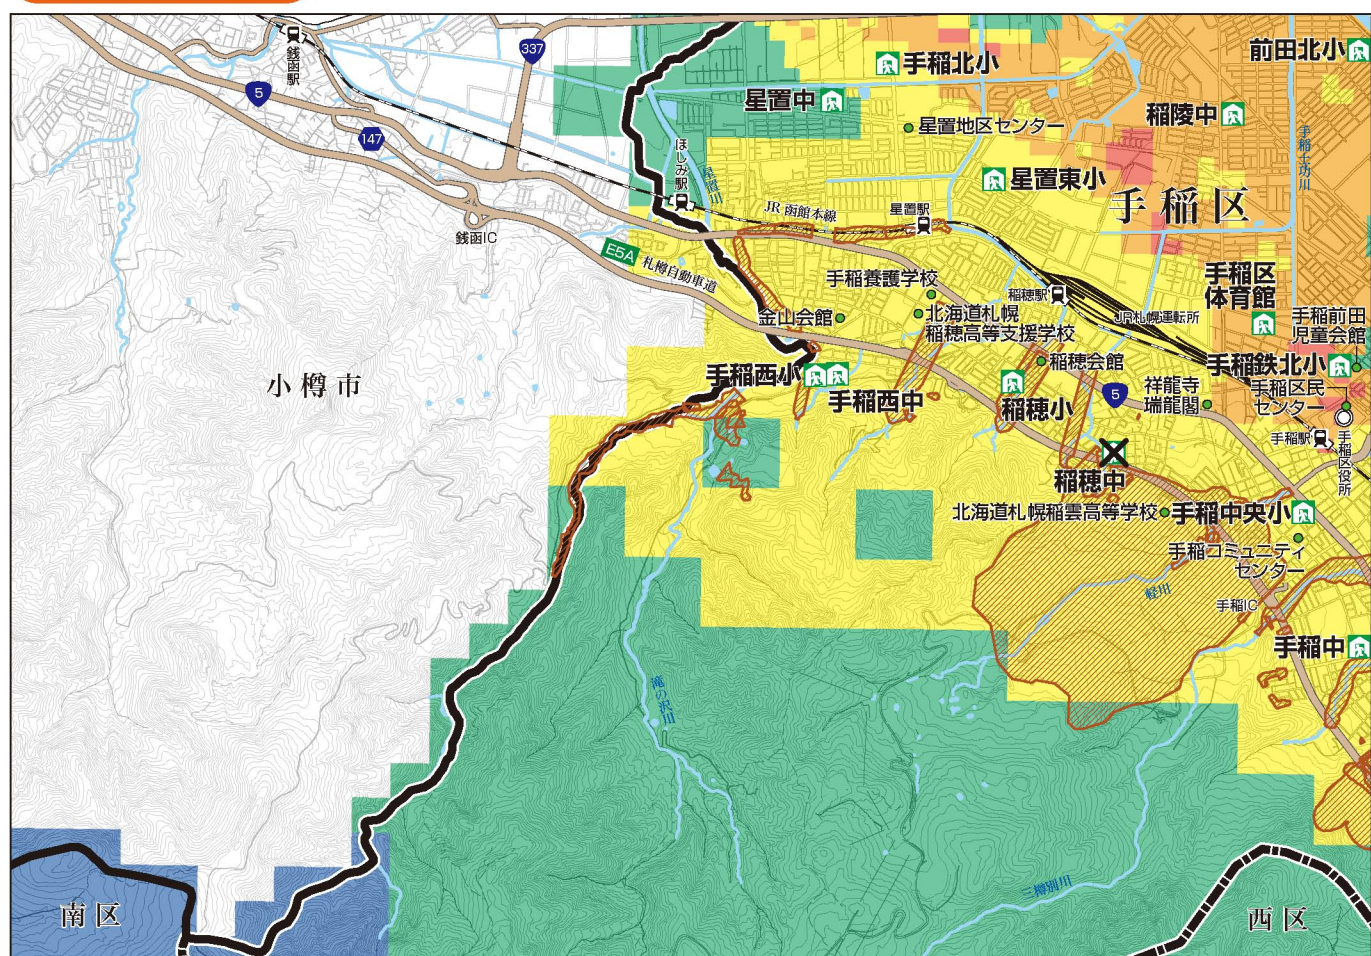 銭函駅
337
5
147
手稲北小
前田北小
星置中
稲陵中
星置地区センター
手稲土功川
ほしみ駅
星置川
星置東小
手稲区
JR 函館本線
星置駅
銭函IC
E5A
札樽自動車道
手稲養護学校
稲穂駅
手稲区
体育館
JR札幌運転所
手稲前田
児童会館
金山会館
北海道札幌
稲穂高等支援学校
稲穂会館
手稲鉄北小
小樽市
手稲西小
手稲西中
稲穂小
5
祥龍寺
瑞龍閣
手稲区民
センター
手稲駅
手稲区役所
稲穂中
北海道札幌稲雲高等学校
手稲中央小
手稲コミュニティ
センター
軽川
手稲IC
手稲中
滝の沢川
三樽別川
南区
西区